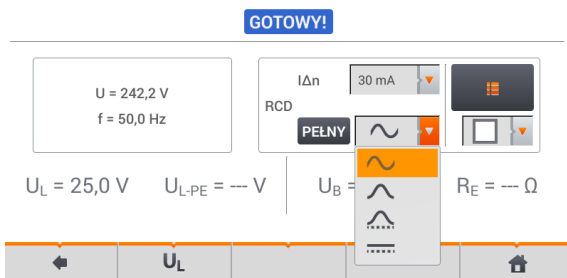 GOTOWY!
U = 242,2 V
f = 50,0 Hz
IΔn 30 mA
RCD
PEŁNY
UL = 25,0 V UL-PE = --- V UB = RE = --- Ω
UL